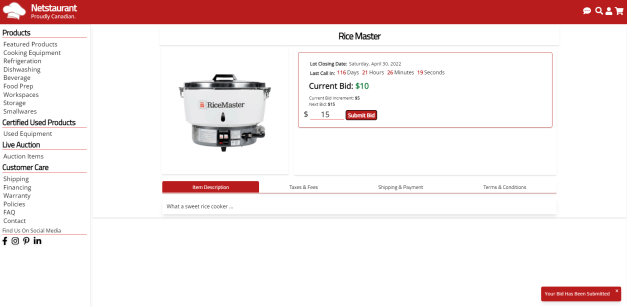 Netstaurant
Proudly Canadian.
Products
Featured Products
Cooking Equipment
Refrigeration
Dishwashing
Beverage
Food Prep
Workspaces
Storage
Smallwares
Certified Used Products
Used Equipment
Live Auction
Auction Items
Customer Care
Shipping
Financing
Warranty
Policies
FAQ
Contact
Find Us On Social Media
Rice Master
RiceMaster
Lot Closing Date: Saturday, April 30, 2022
Last Call In: 116 Days 21 Hours 26 Minutes 19 Seconds
Current Bid: $10
Current Bid Increment: $5
Next Bid: $15
$ 15 Submit Bid
Item Description Taxes & Fees Shipping & Payment Terms & Conditions
What a sweet rice cooker ...
Your Bid Has Been Submitted x